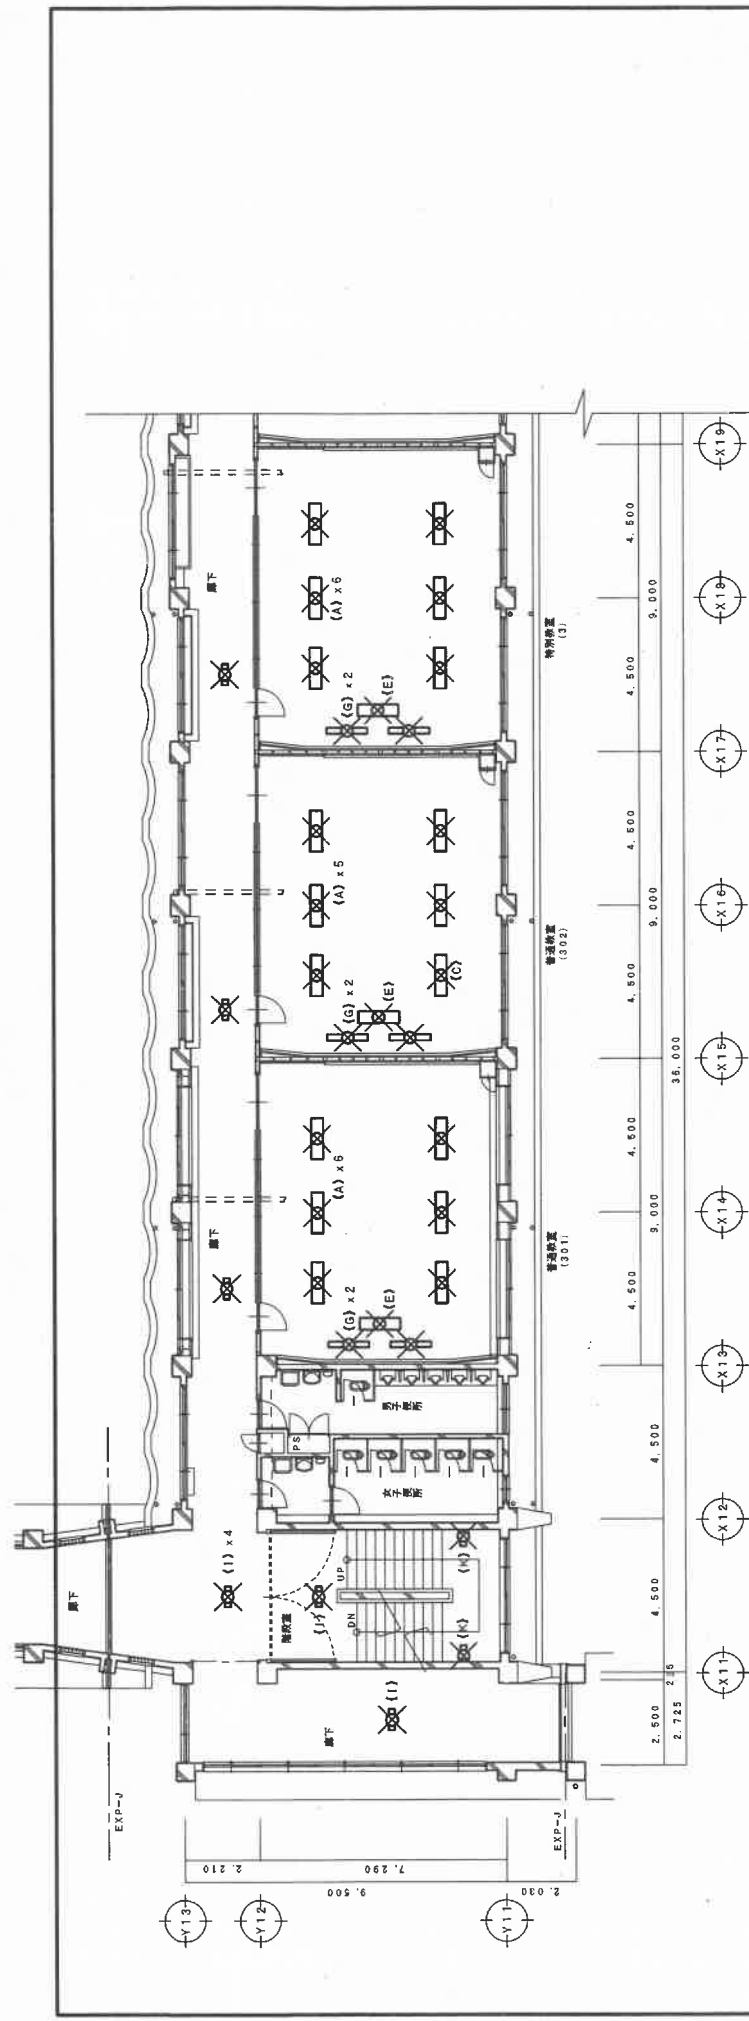 廊下
{A} x 6
{G} x 2
{E}
特別教室
(3)
{A} x 5
{G} x 2
{E}
{C}
普通教室
(302)
廊下
{A} x 6
{G} x 2
{E}
普通教室
(301)
男子便所
PS
女子便所
廊下
{I} x 4
階段室
{J}
UP
DN
{K}
{K}
{I}
廊下
EXP-J
EXP-J
4.500
4.500
9.000
4.500
4.500
9.000
4.500
4.500
9.000
36.000
4.500
4.500
2.500
2.725
2.210
7.290
9.500
2.030
X19
X18
X17
X16
X15
X14
X13
X12
X11
Y13
Y12
Y11